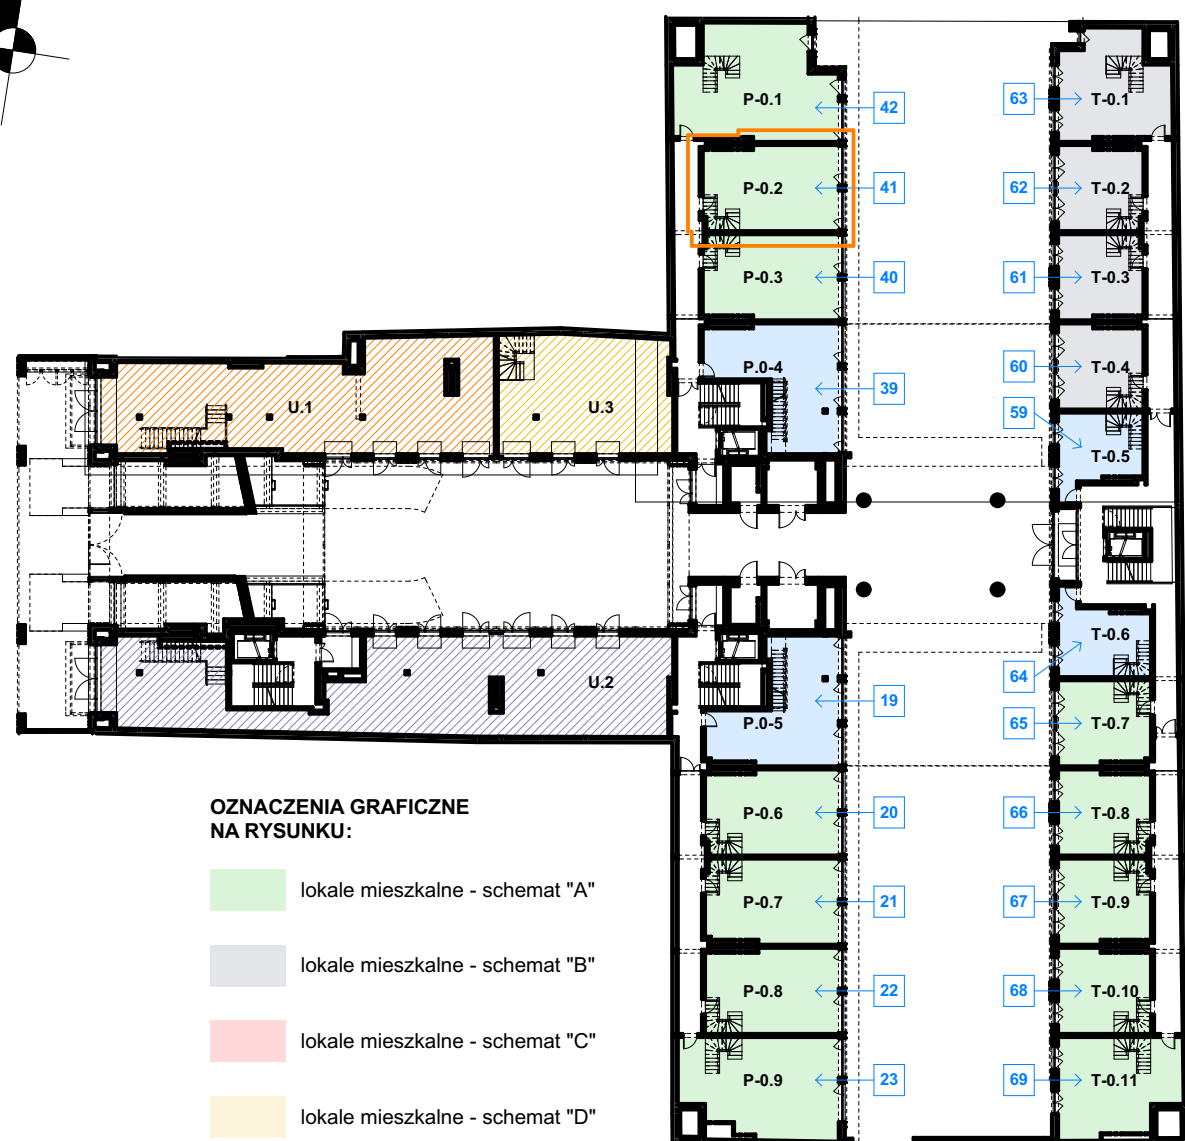 P-0.1
42
63
T-0.1
P-0.2
41
62
T-0.2
P-0.3
40
61
T-0.3
P.0-4
39
60
T-0.4
59
T-0.5
U.1
U.3
U.2
T-0.6
64
P.0-5
19
65
T-0.7
P-0.6
20
66
T-0.8
P-0.7
21
67
T-0.9
P-0.8
22
68
T-0.10
P-0.9
23
69
T-0.11
OZNACZENIA GRAFICZNE
NA RYSUNKU:
lokale mieszkalne - schemat "A"
lokale mieszkalne - schemat "B"
lokale mieszkalne - schemat "C"
lokale mieszkalne - schemat "D"